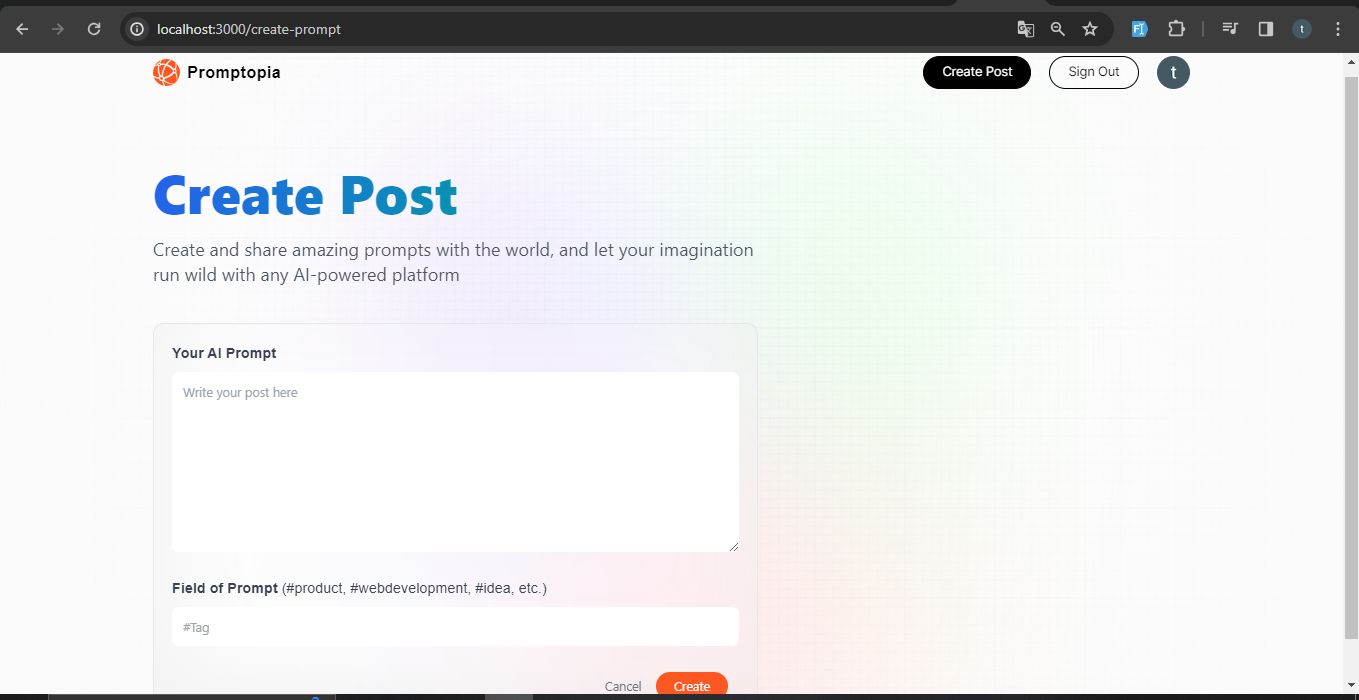 localhost:3000/create-prompt
t
Promptopia
Create Post
Sign Out
t
Create Post
Create and share amazing prompts with the world, and let your imagination
run wild with any AI-powered platform
Your AI Prompt
Write your post here
Field of Prompt (#product, #webdevelopment, #idea, etc.)
#Tag
Cancel
Create